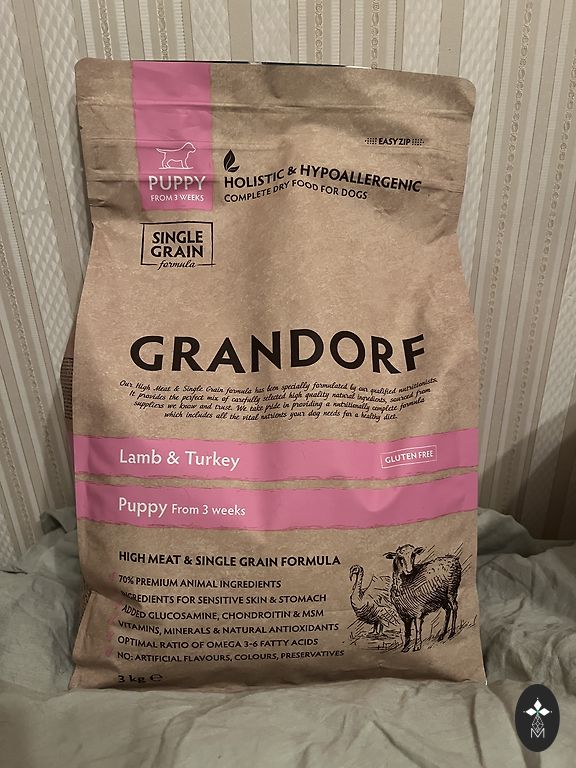 EASYZIP
PUPPY
FROM 3 WEEKS
HOLISTIC & HYPOALLERGENIC
COMPLETE DRY FOOD FOR DOGS
SINGLE
GRAIN
formula
GRANDORF
Our High Meat & Single Grain formula has been specially formulated by our qualified nutritionists.
It provides the perfect mix of carefully selected high quality natural ingredients, sourced from
suppliers we know and trust. We take pride in providing a nutritionally complete formula
which includes all the vital nutrients your dog needs for a healthy diet.
Lamb & Turkey
GLUTEN FREE
Puppy From 3 weeks
HIGH MEAT & SINGLE GRAIN FORMULA
70% PREMIUM ANIMAL INGREDIENTS
INGREDIENTS FOR SENSITIVE SKIN & STOMACH
ADDED GLUCOSAMINE, CHONDROITIN & MSM
VITAMINS, MINERALS & NATURAL ANTIOXIDANTS
OPTIMAL RATIO OF OMEGA 3-6 FATTY ACIDS
NO: ARTIFICIAL FLAVOURS, COLOURS, PRESERVATIVES
3 kg ℮
M